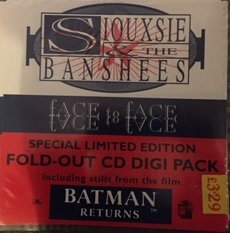 SIOUXSIE
& THE
BANSHEES
FACE TO FACE
SPECIAL LIMITED EDITION
FOLD-OUT CD DIGI PACK
including stills from the film
BATMAN
RETURNS™
£3.29